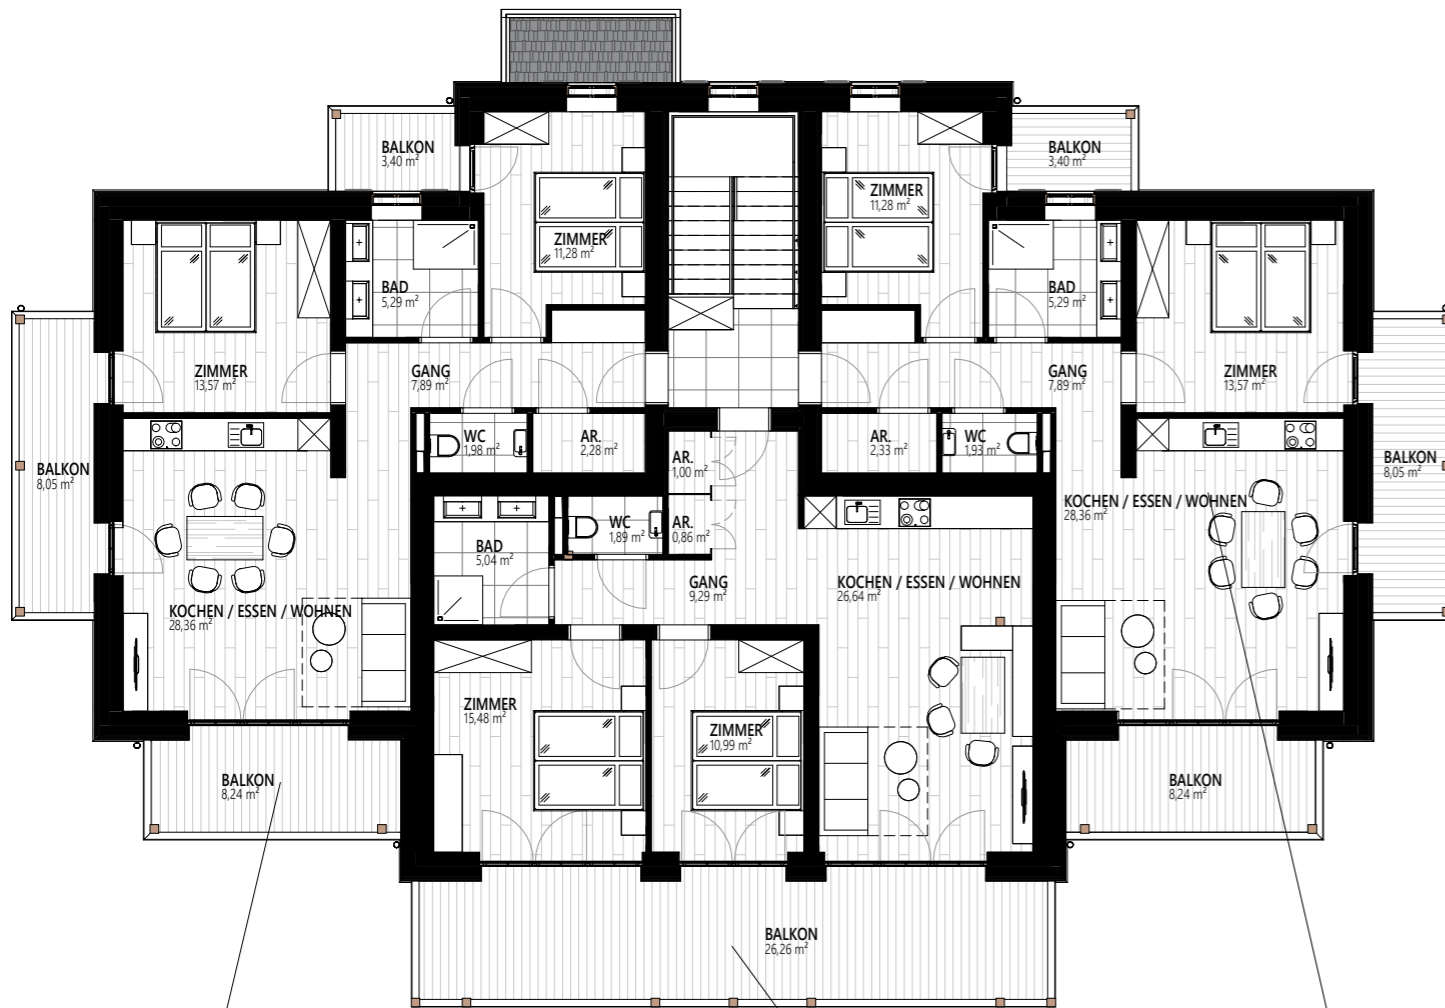 BALKON
3,40 m²
BALKON
3,40 m²
ZIMMER
11,28 m²
ZIMMER
11,28 m²
BAD
5,29 m²
BAD
5,29 m²
ZIMMER
13,57 m²
GANG
7,89 m²
GANG
7,89 m²
ZIMMER
13,57 m²
BALKON
8,05 m²
WC
1,98 m²
AR.
2,28 m²
AR.
1,00 m²
AR.
2,33 m²
WC
1,93 m²
BALKON
8,05 m²
KOCHEN / ESSEN / WOHNEN
28,36 m²
BAD
5,04 m²
WC
1,89 m²
AR.
0,86 m²
GANG
9,29 m²
KOCHEN / ESSEN / WOHNEN
26,64 m²
KOCHEN / ESSEN / WOHNEN
28,36 m²
ZIMMER
15,48 m²
ZIMMER
10,99 m²
BALKON
8,24 m²
BALKON
8,24 m²
BALKON
26,26 m²